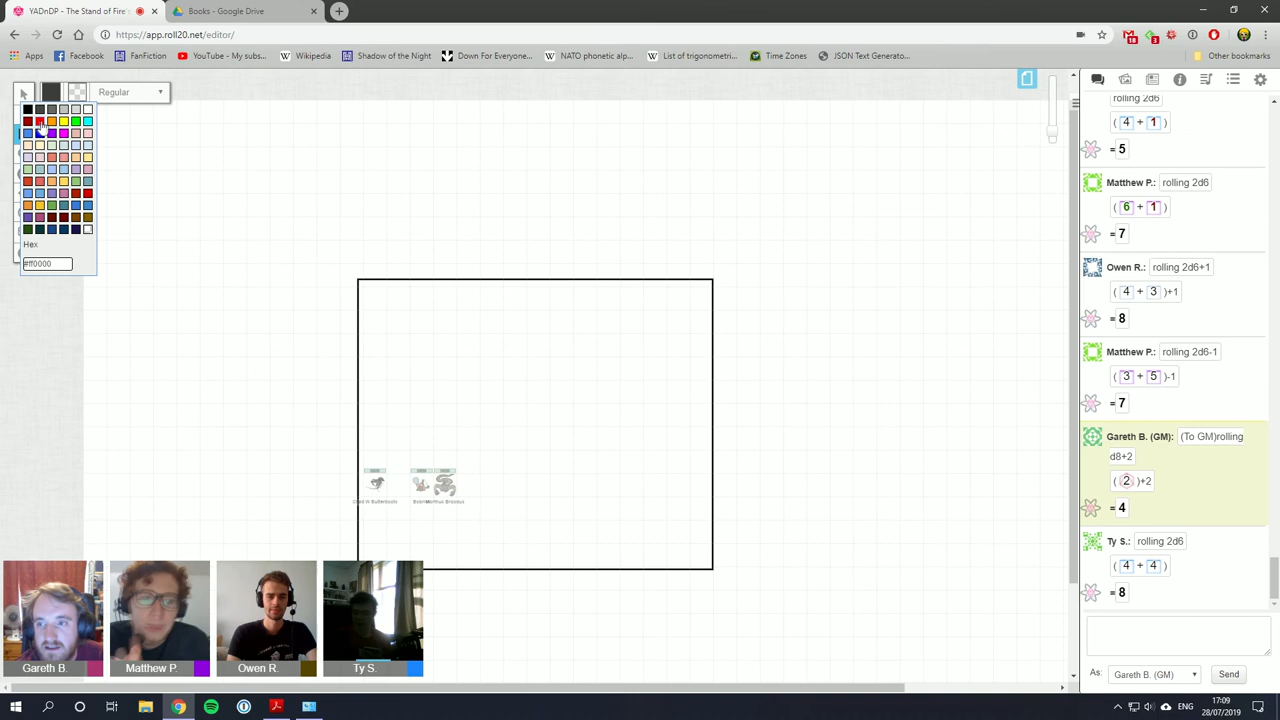 YADnDP - The Stand of Fire
Books - Google Drive
https://app.roll20.net/editor/
18
3
Apps
Facebook
FanFiction
YouTube - My subs...
Wikipedia
Shadow of the Night
Down For Everyone...
NATO phonetic alp...
List of trigonometri...
Time Zones
JSON Text Generato...
Other bookmarks
Regular
Hex
#ff0000
rolling 2d6
( 4 + 1 )
= 5
Matthew P.: rolling 2d6
( 6 + 1 )
= 7
Owen R.: rolling 2d6+1
( 4 + 3 )+1
= 8
Matthew P.: rolling 2d6-1
( 3 + 5 )-1
= 7
Gareth B. (GM): (To GM)rolling
d8+2
( 2 )+2
= 4
Ty S.: rolling 2d6
( 4 + 4 )
= 8
As: Gareth B. (GM)
Send
Gareth B.
Matthew P.
Owen R.
Ty S.
ENG
17:09
28/07/2019